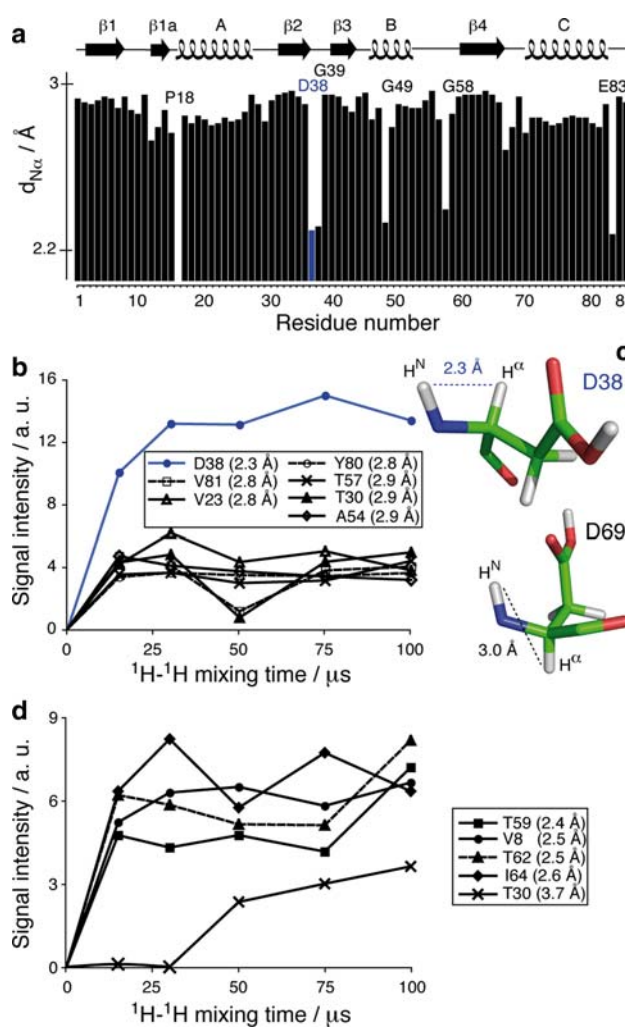 a
β1 β1a A β2 β3 B β4 C
G39
P18 D38 G49 G58 E83
3
2.2
dNα / Å
1 10 20 30 40 50 60 70 80 8
Residue number
b
c
Signal intensity / a. u.
16
12
8
4
0
D38 (2.3 Å) Y80 (2.8 Å)
V81 (2.8 Å) T57 (2.9 Å)
V23 (2.8 Å) T30 (2.9 Å)
A54 (2.9 Å)
0 25 50 75 100
¹H-¹H mixing time / μs
Hᴺ 2.3 Å Hα D38
D69
Hᴺ
3.0 Å
Hα
d
Signal intensity / a. u.
9
6
3
0
T59 (2.4 Å)
V8 (2.5 Å)
T62 (2.5 Å)
I64 (2.6 Å)
T30 (3.7 Å)
0 25 50 75 100
¹H-¹H mixing time / μs